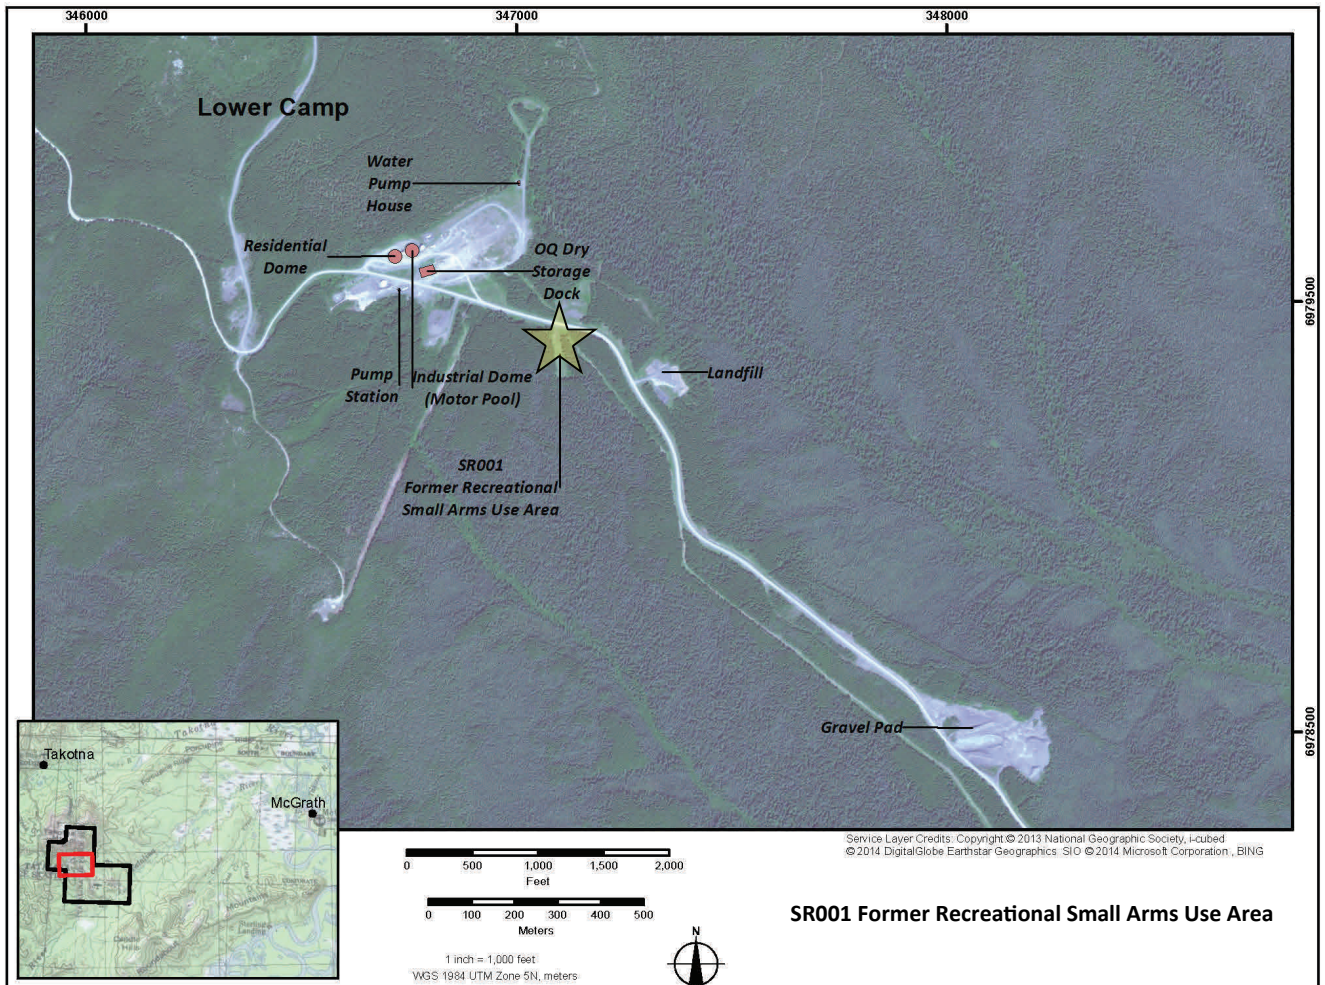 346000
347000
348000
Lower Camp
Water
Pump
House
Residential
Dome
OQ Dry
Storage
Dock
6979500
Pump
Station
Industrial Dome
(Motor Pool)
Landfill
SR001
Former Recreational
Small Arms Use Area
Gravel Pad
6978500
Takotna
McGrath
Takotna
River
Mountains
Service Layer Credits: Copyright:© 2013 National Geographic Society, i-cubed
© 2014 DigitalGlobe Earthstar Geographics SIO © 2014 Microsoft Corporation , BING
0 500 1,000 1,500 2,000
Feet
0 100 200 300 400 500
Meters
1 inch = 1,000 feet
WGS 1984 UTM Zone 5N, meters
N
SR001 Former Recreational Small Arms Use Area